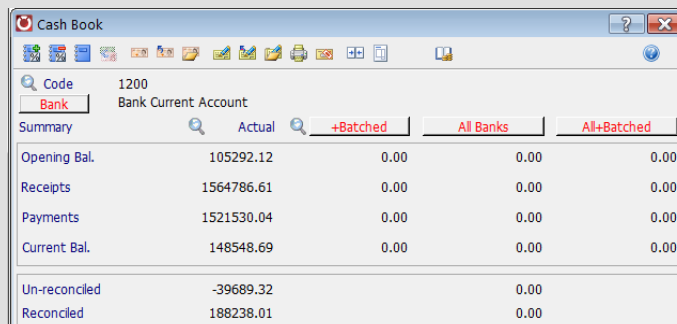 Cash Book
Code 1200
Bank Bank Current Account
Summary Actual +Batched All Banks All+Batched
Opening Bal. 105292.12 0.00 0.00 0.00
Receipts 1564786.61 0.00 0.00 0.00
Payments 1521530.04 0.00 0.00 0.00
Current Bal. 148548.69 0.00 0.00 0.00
Un-reconciled -39689.32 0.00
Reconciled 188238.01 0.00